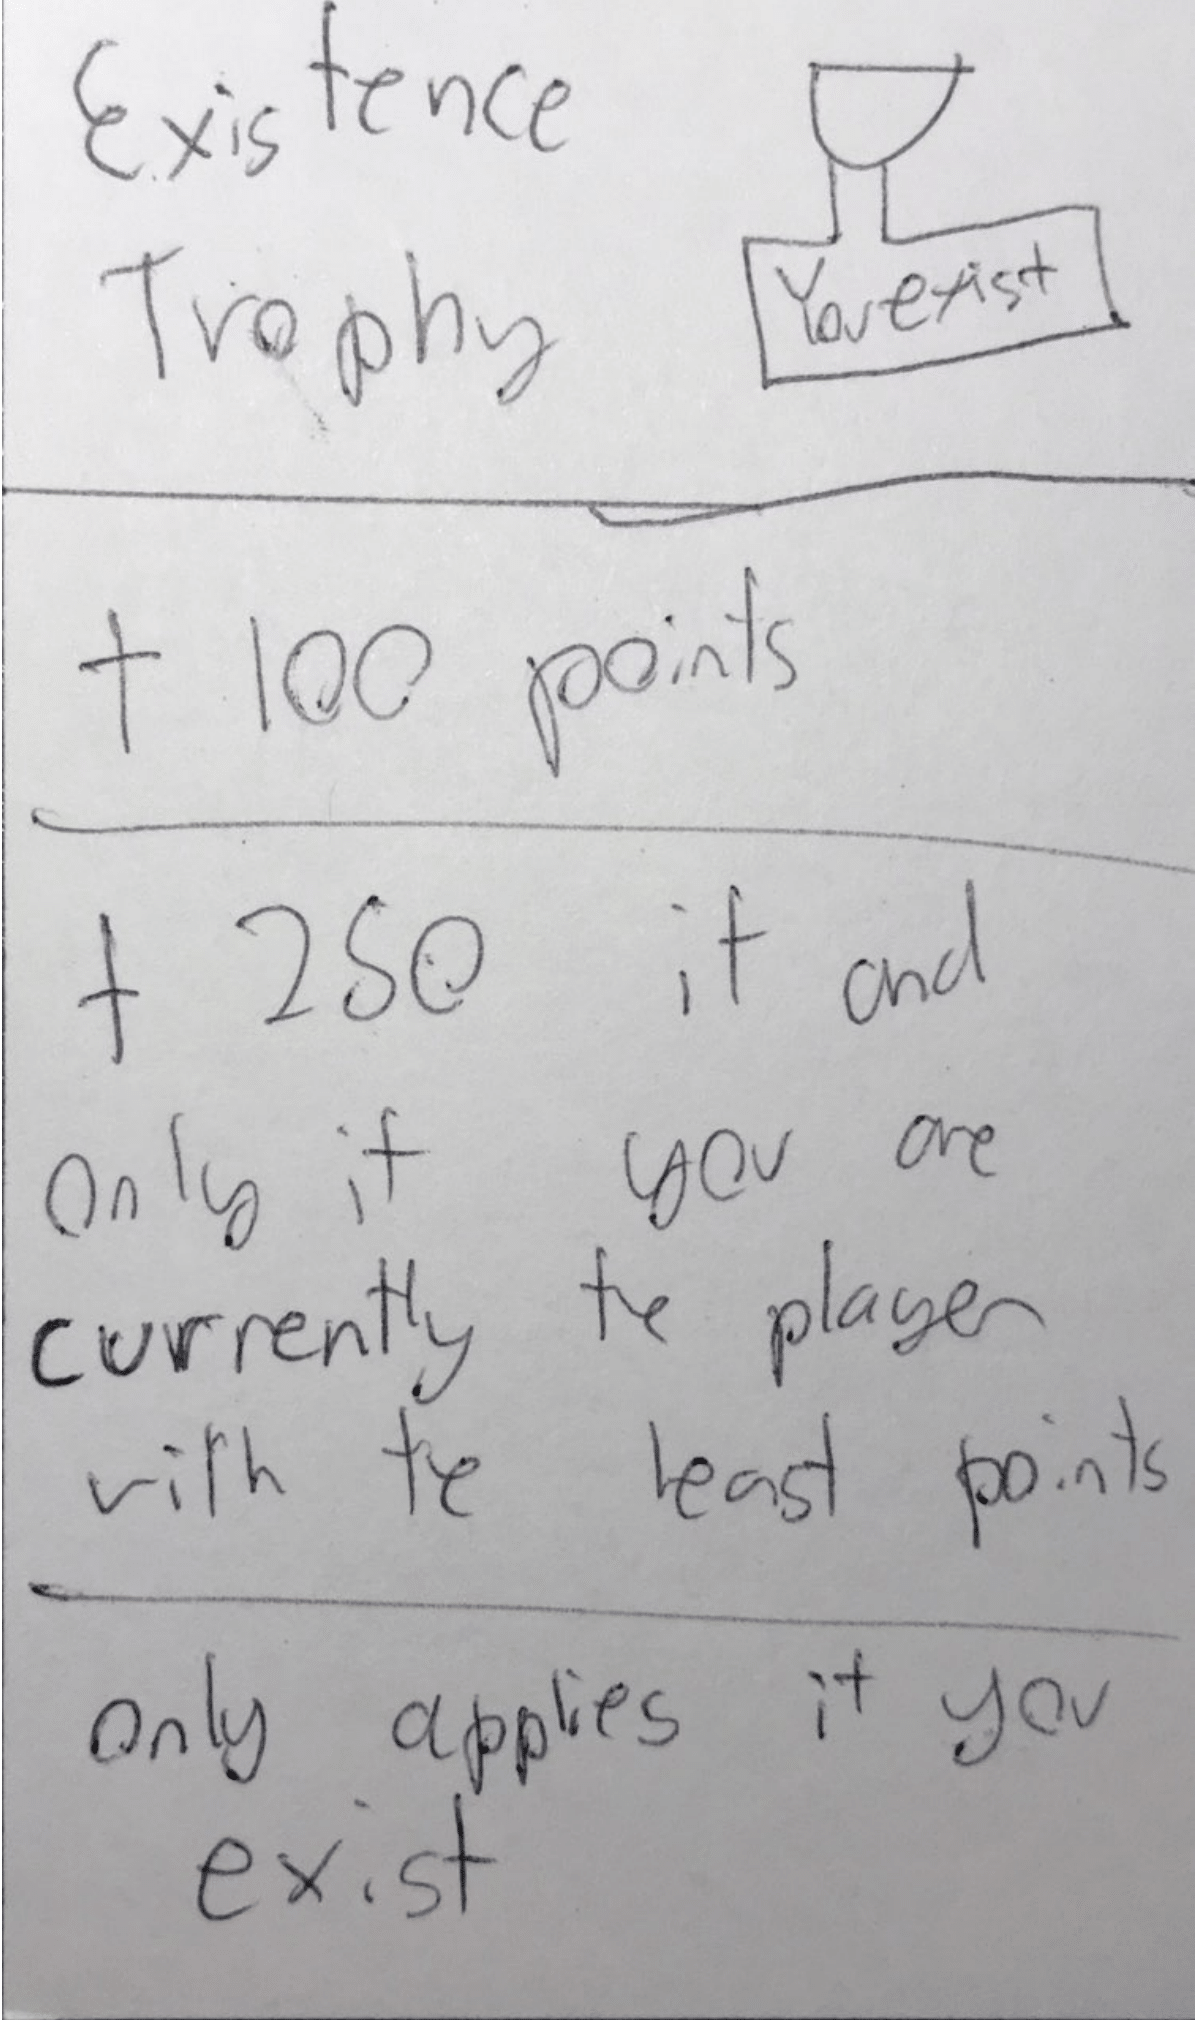 Existence
Trophy
You exist
+ 100 points
+ 250 if and
only if you are
currently the player
with the least points
only applies if you
exist